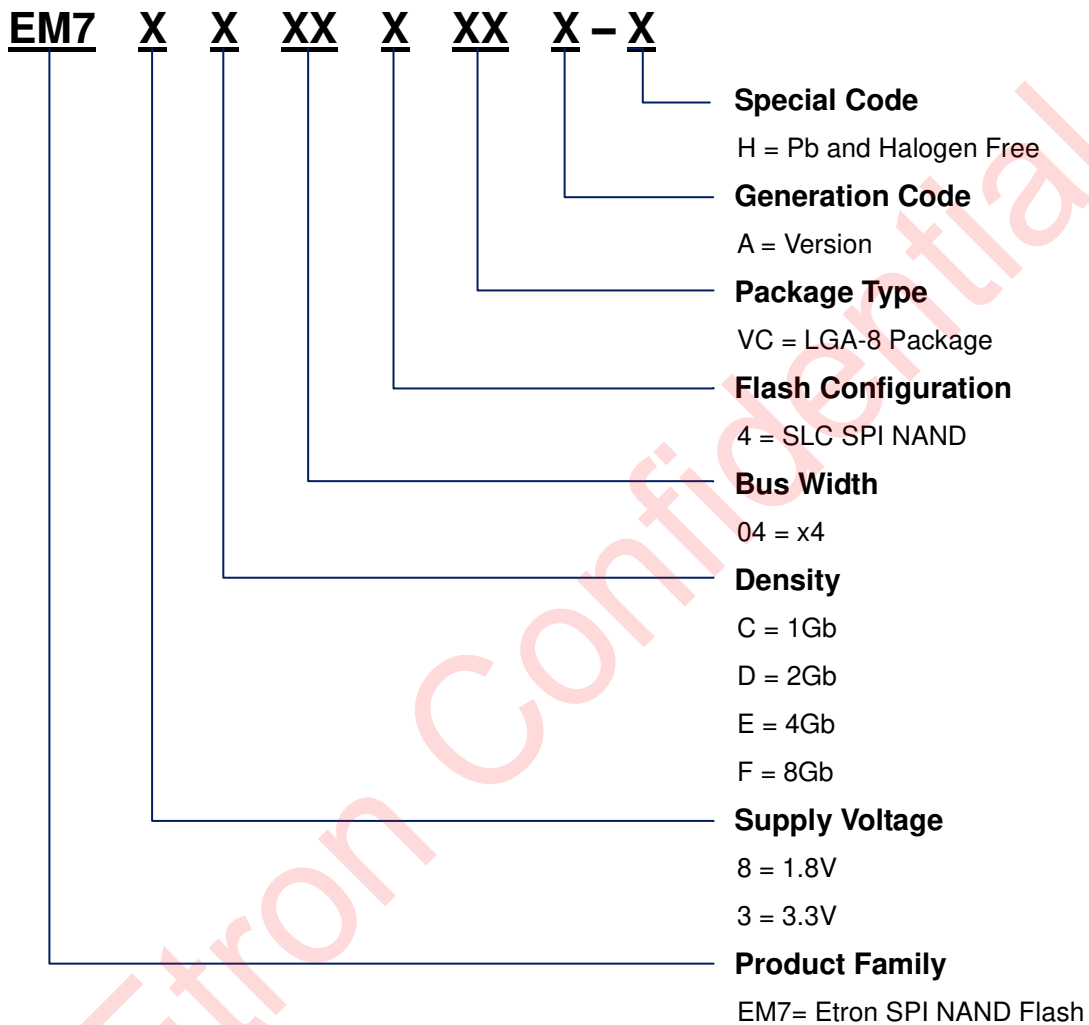 EM7 X X XX X XX X – X
Special Code
H = Pb and Halogen Free
Generation Code
A = Version
Package Type
VC = LGA-8 Package
Flash Configuration
4 = SLC SPI NAND
Bus Width
04 = x4
Density
C = 1Gb
D = 2Gb
E = 4Gb
F = 8Gb
Supply Voltage
8 = 1.8V
3 = 3.3V
Product Family
EM7= Etron SPI NAND Flash
Etron Confidential